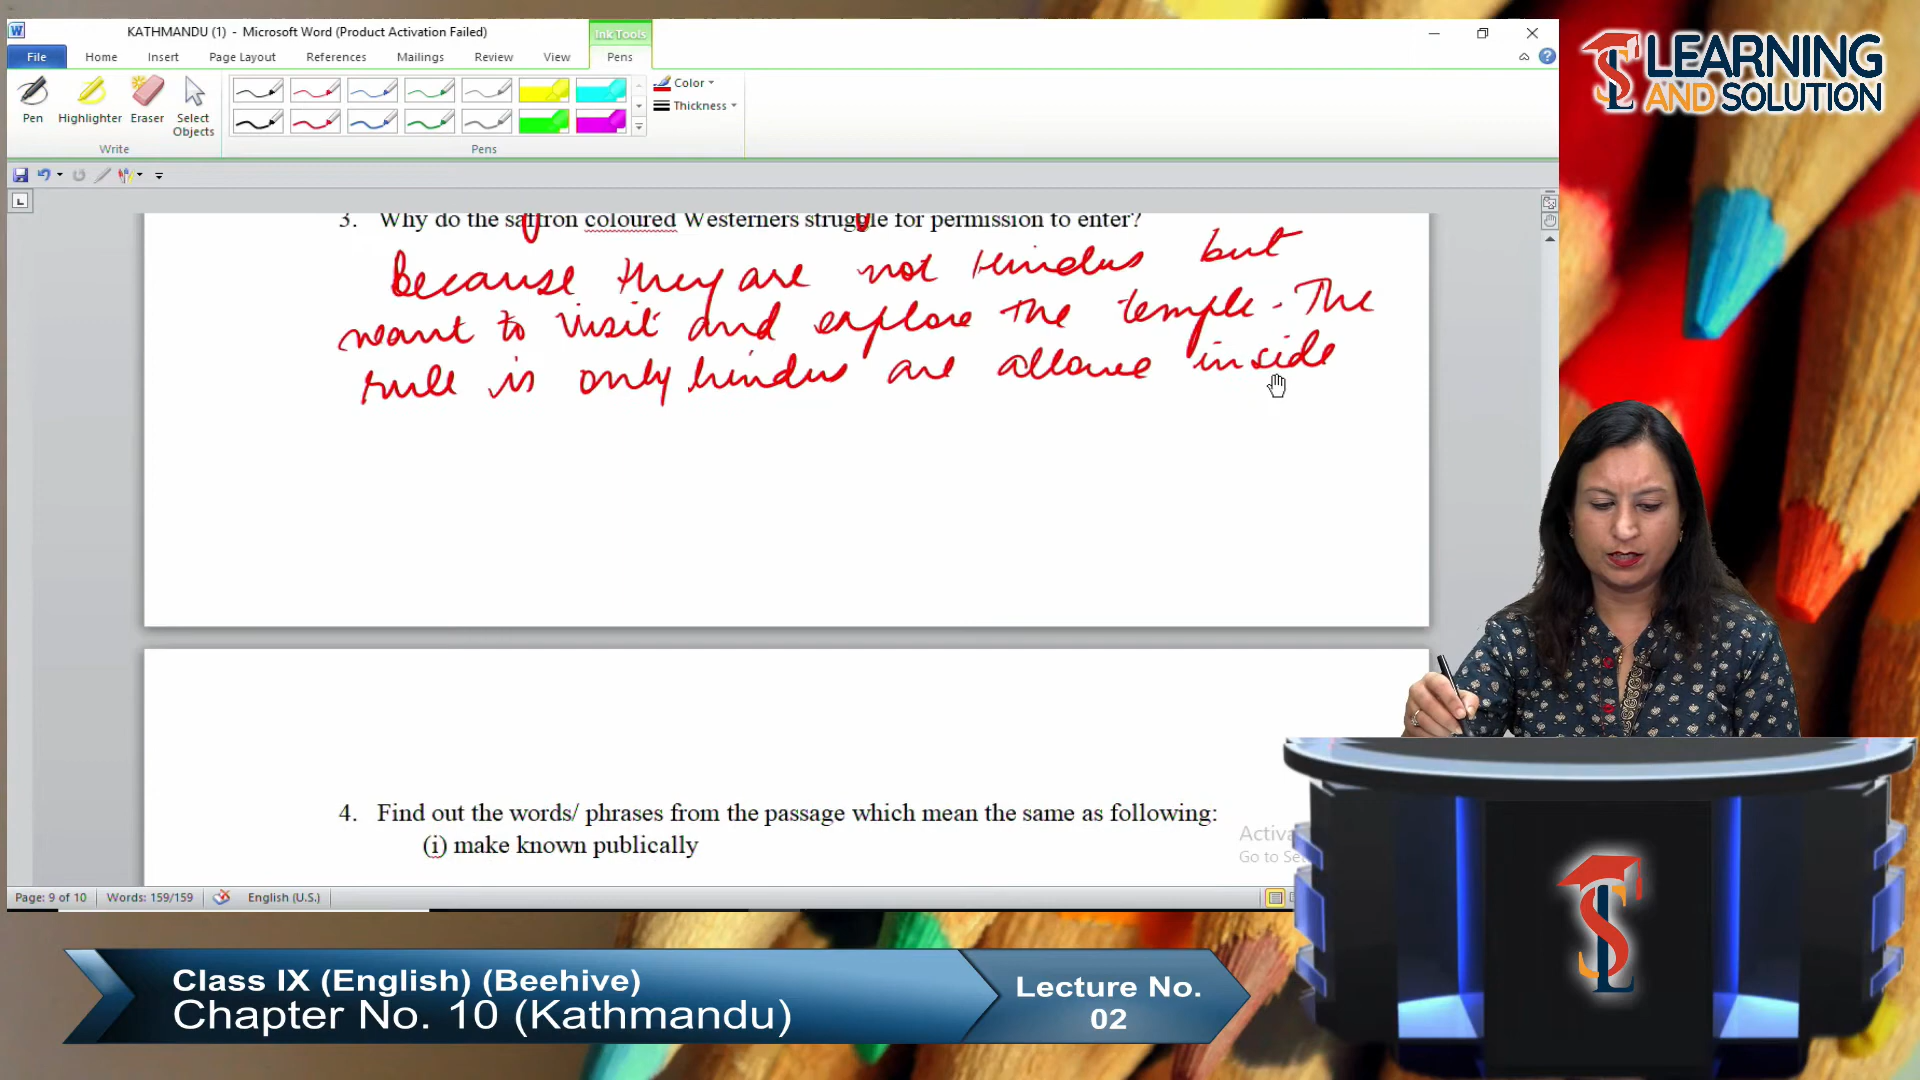 KATHMANDU (1) - Microsoft Word (Product Activation Failed)
Ink Tools
File Home Insert Page Layout References Mailings Review View Pens
Pen Highlighter Eraser Select Objects
Color
Thickness
Write Pens
LEARNING
AND SOLUTION
3. Why do the saffron coloured Westerners struggle for permission to enter?
Because they are not Hindus but
want to visit and explore the temple. The
rule is only hindus are allowe inside
4. Find out the words/ phrases from the passage which mean the same as following:
(i) make known publically
Activa
Go to Se
Page: 9 of 10 Words: 159/159 English (U.S.)
Class IX (English) (Beehive)
Chapter No. 10 (Kathmandu)
Lecture No.
02